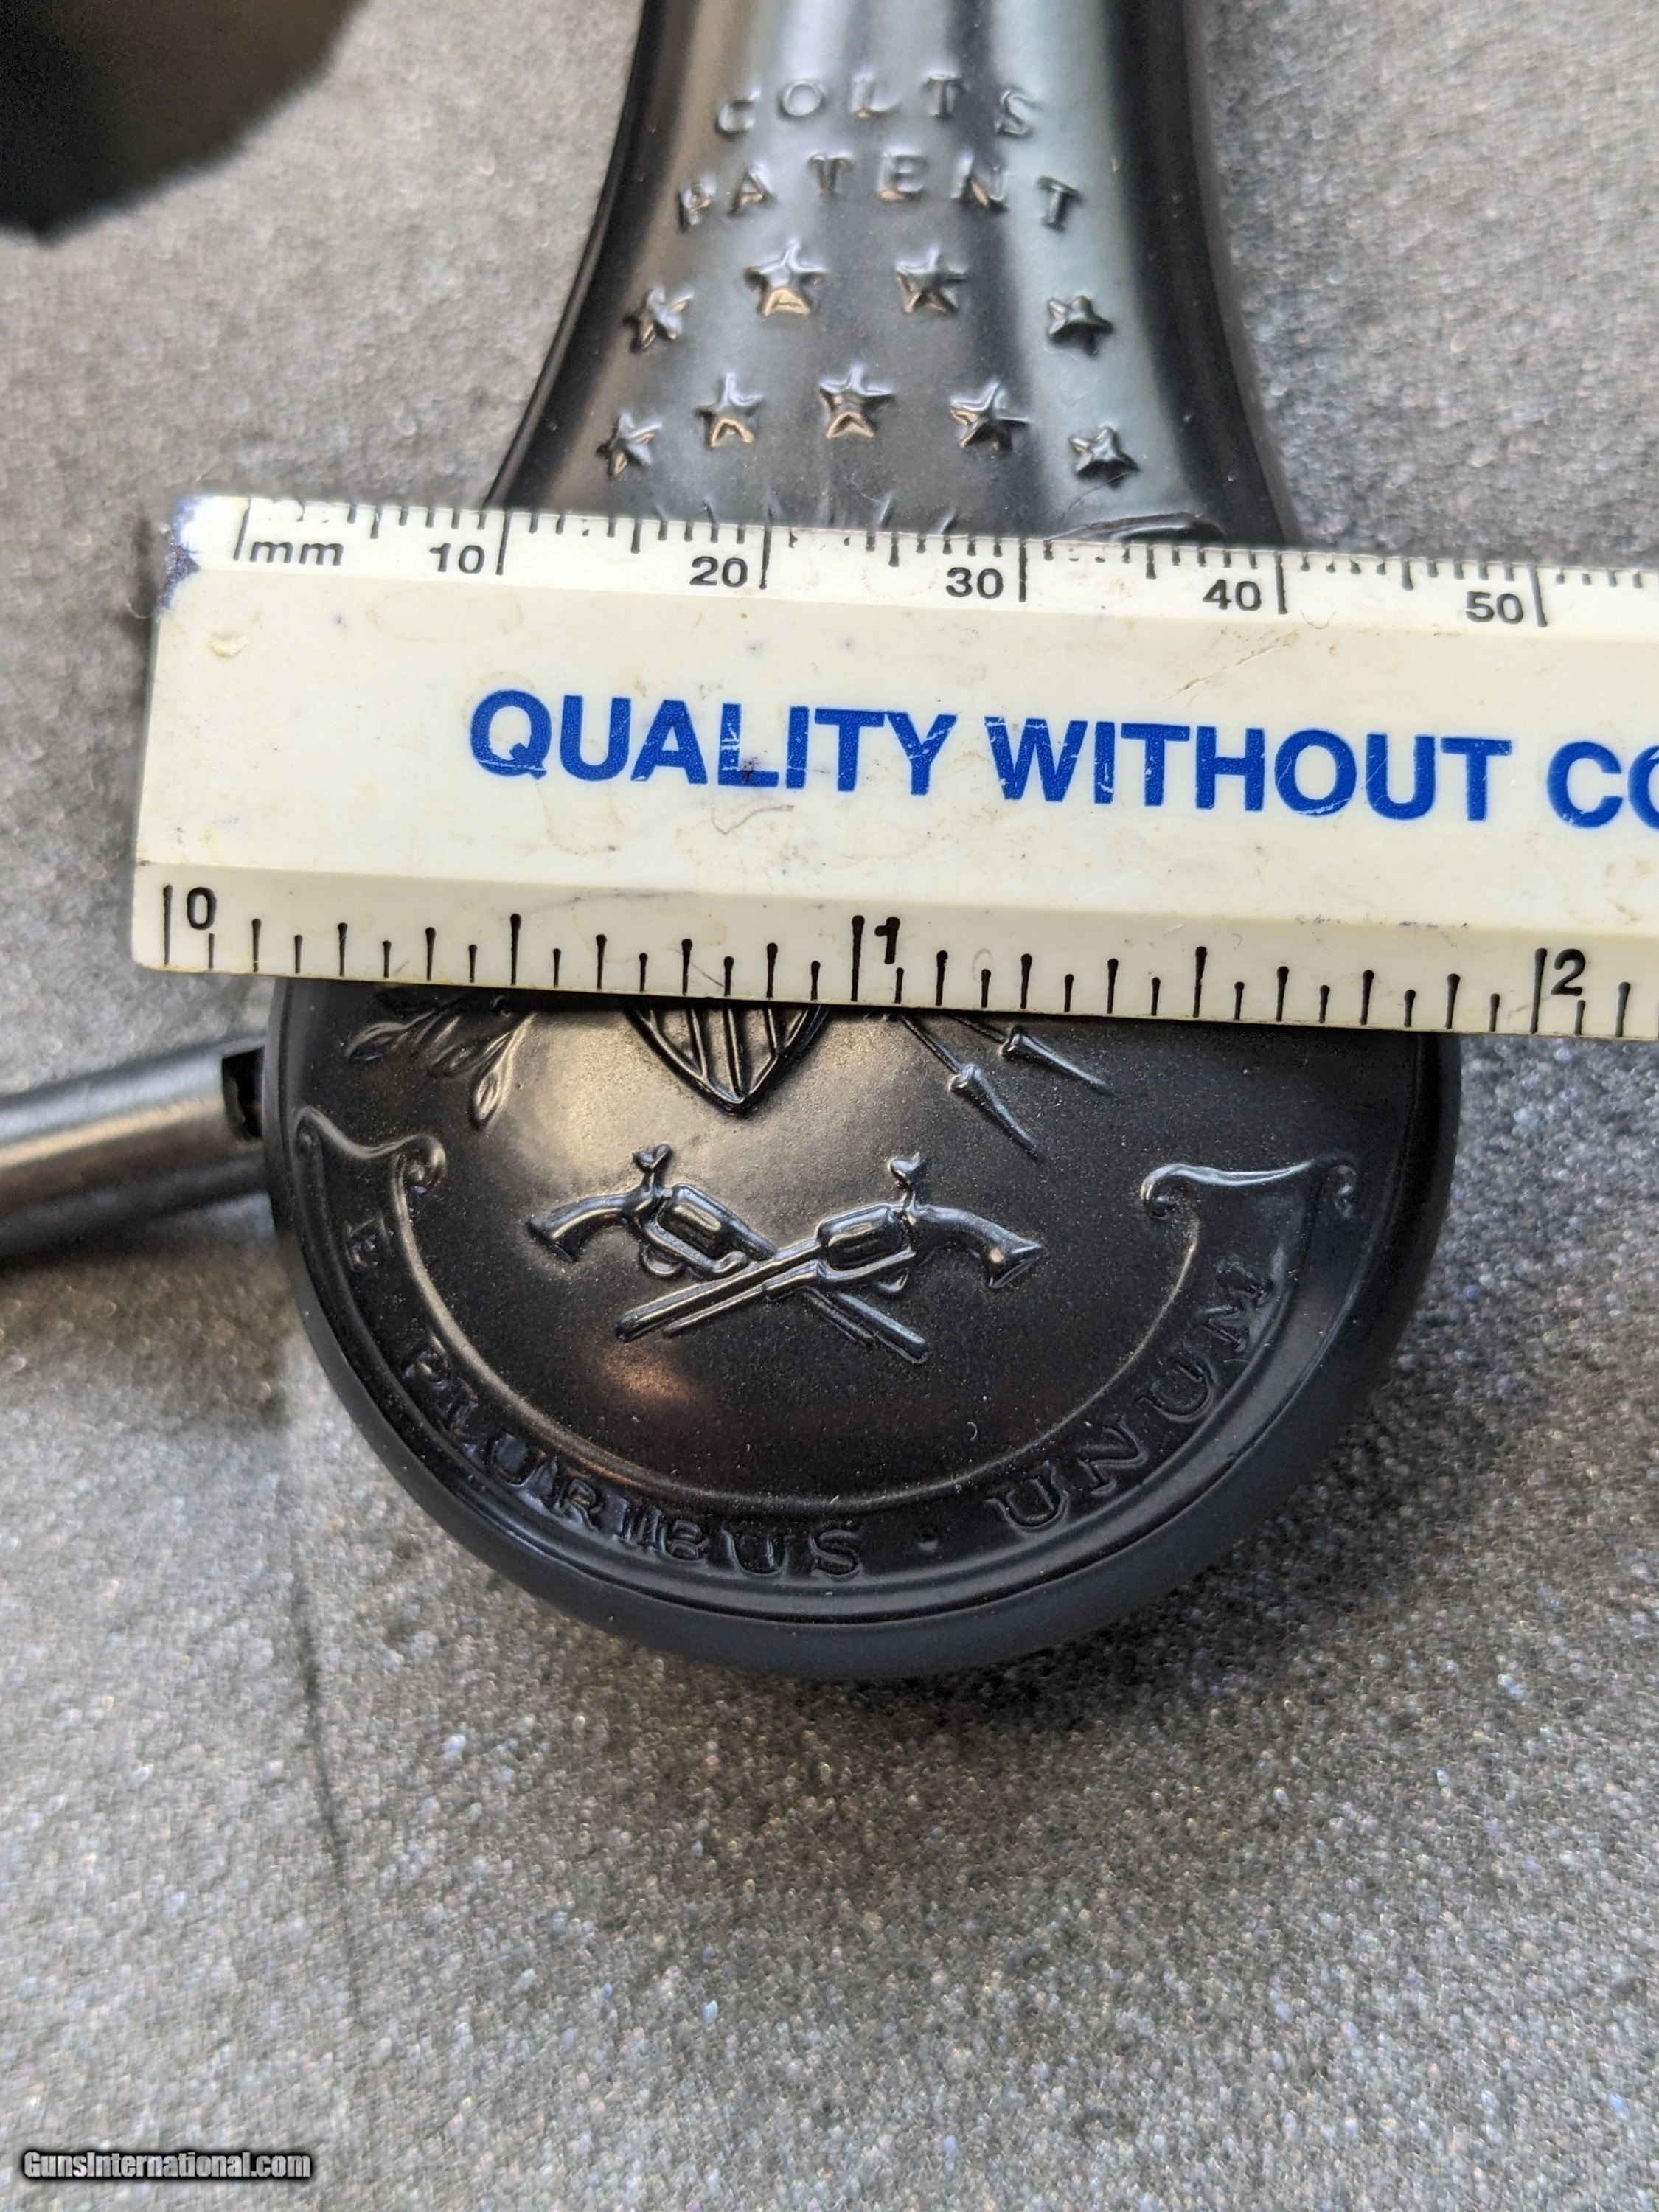 COLTS
PATENT
mm 10 20 30 40 50
QUALITY WITHOUT CO
0 1 2
E PLURIBUS · UNUM
GunsInternational.com